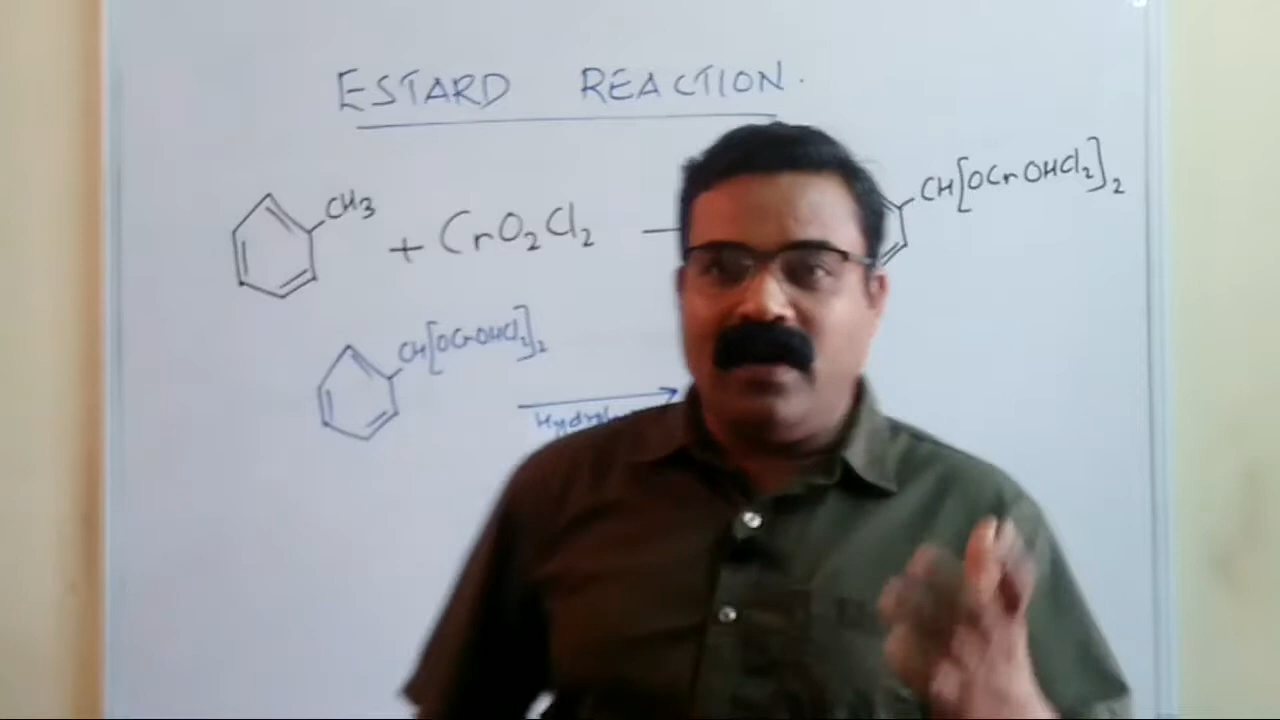 ESTARD REACTION.
CH3 + CrO2Cl2 — CH[OCrOHCl2]2
CH[OCrOHCl2]2